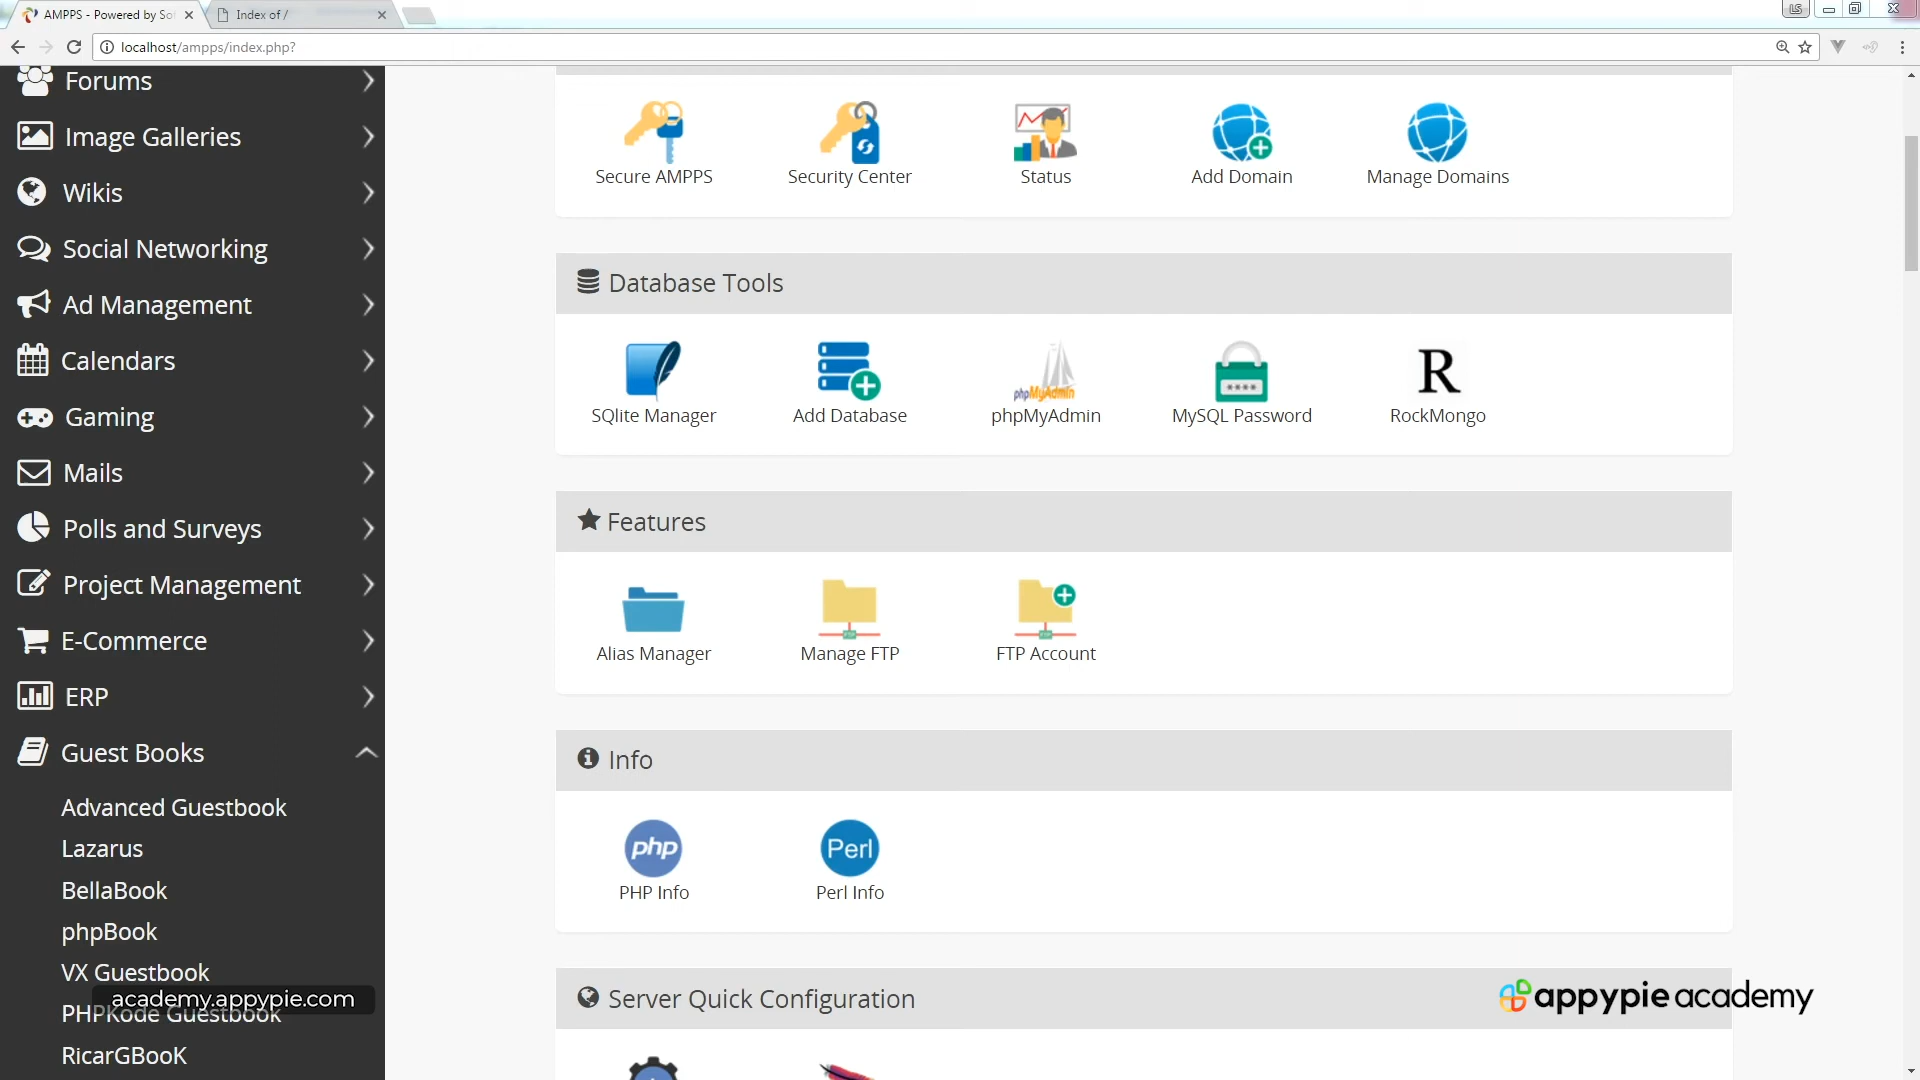 AMPPS - Powered by So
Index of /
LS
localhost/ampps/index.php?
Forums
Image Galleries
Wikis
Social Networking
Ad Management
Calendars
Gaming
Mails
Polls and Surveys
Project Management
E-Commerce
ERP
Guest Books
Advanced Guestbook
Lazarus
BellaBook
phpBook
VX Guestbook
academy.appypie.com
PHPKode Guestbook
RicarGBooK
Secure AMPPS
Security Center
Status
Add Domain
Manage Domains
Database Tools
phpMyAdmin
R
SQlite Manager
Add Database
phpMyAdmin
MySQL Password
RockMongo
Features
Alias Manager
Manage FTP
FTP Account
Info
php
Perl
PHP Info
Perl Info
Server Quick Configuration
appypie academy